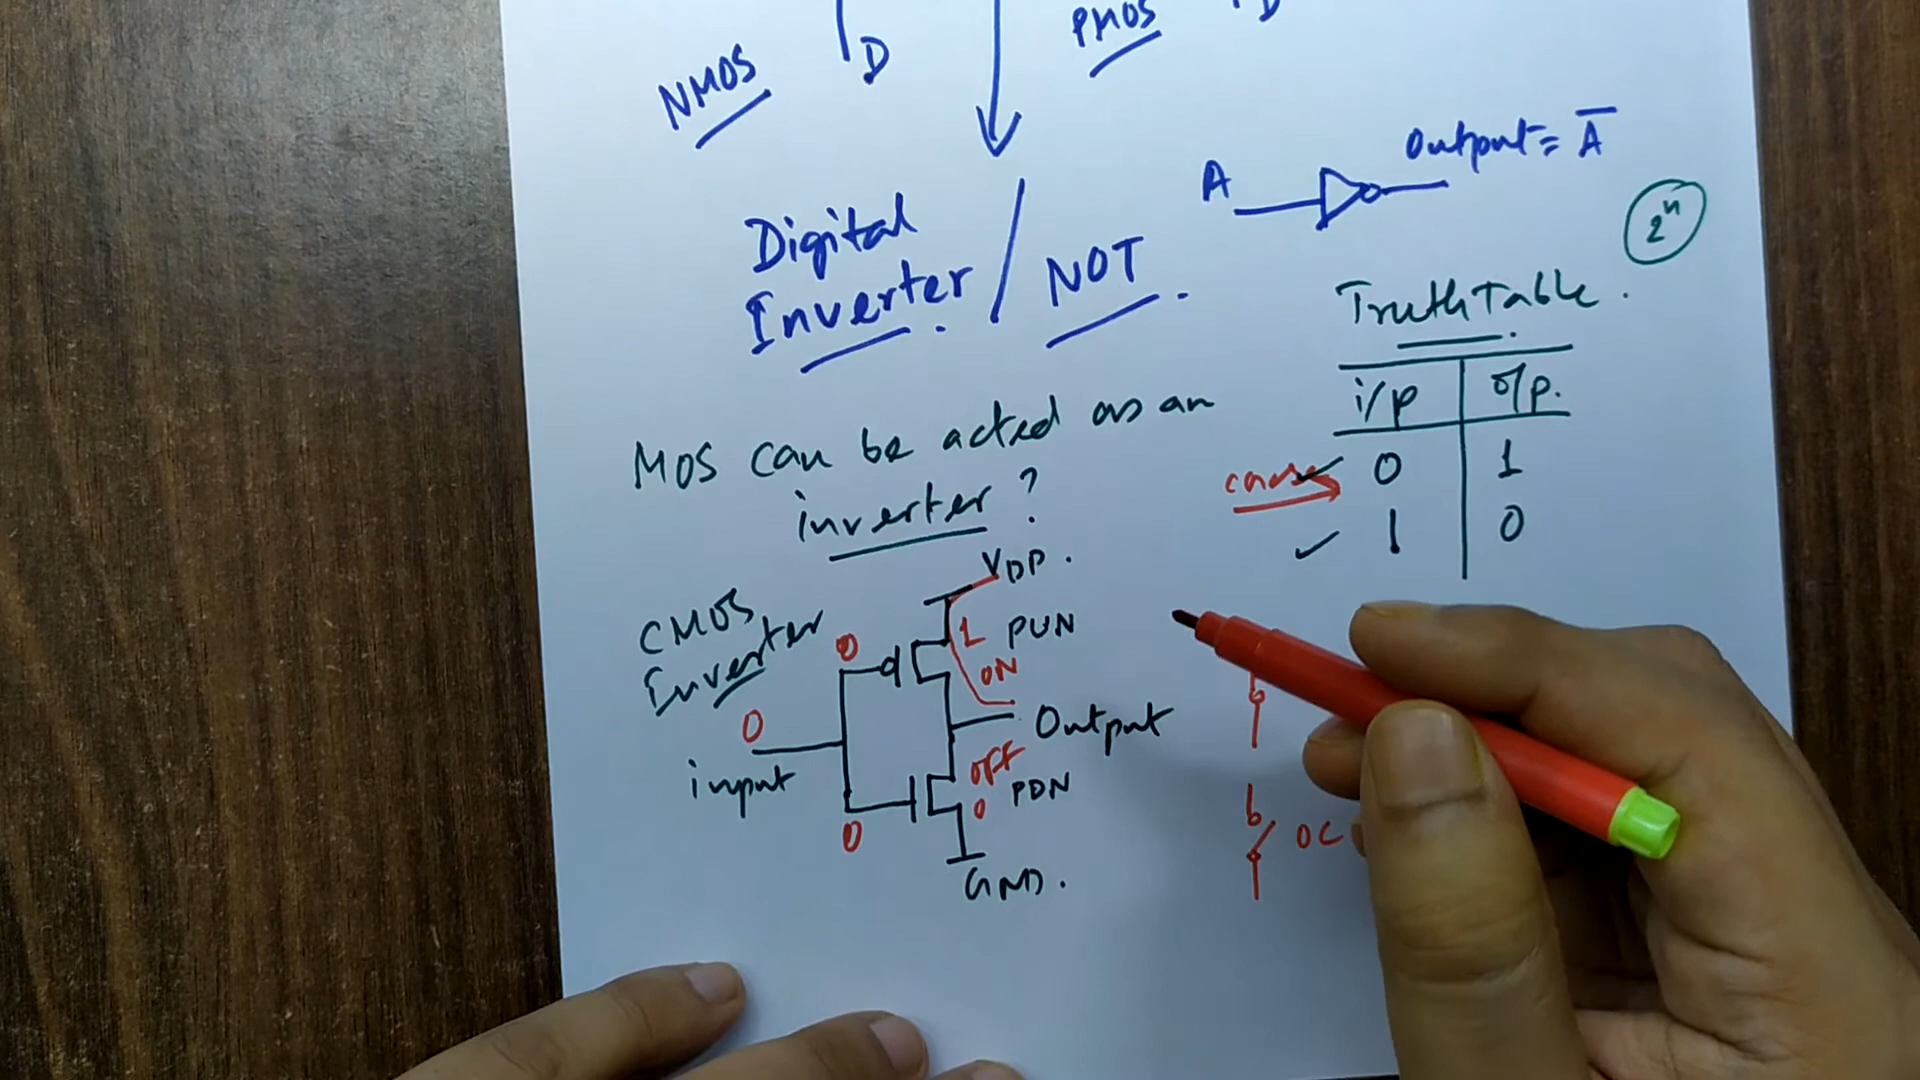 NMOS
D
PMOS
D
A
Output = A̅
2ⁿ
Digital
Inverter / NOT.
Truth Table.
i/p o/p.
0 1
1 0
MOS can be acted as an
inverter?
VDD.
CMOS
Inverter
0
1 PUN
ON
0
input
Output
OFF
0 PDN
0
GND.
OC